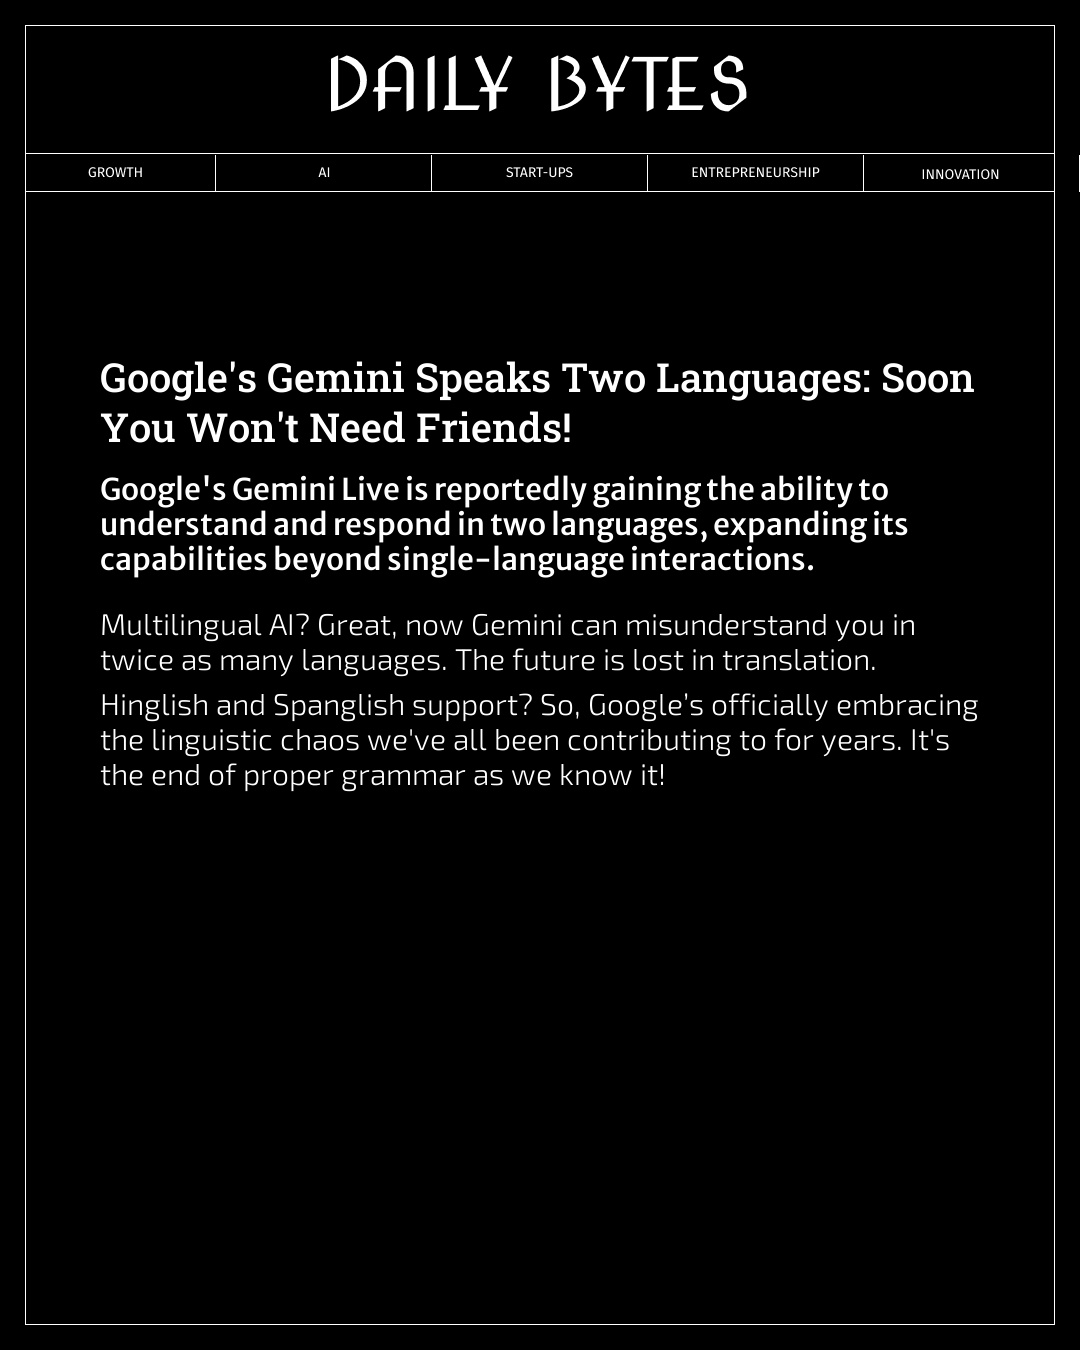 DAILY BYTES
GROWTH
AI
START-UPS
ENTREPRENEURSHIP
INNOVATION
Google's Gemini Speaks Two Languages: Soon
You Won't Need Friends!
Google's Gemini Live is reportedly gaining the ability to
understand and respond in two languages, expanding its
capabilities beyond single-language interactions.
Multilingual AI? Great, now Gemini can misunderstand you in
twice as many languages. The future is lost in translation.
Hinglish and Spanglish support? So, Google’s officially embracing
the linguistic chaos we've all been contributing to for years. It's
the end of proper grammar as we know it!